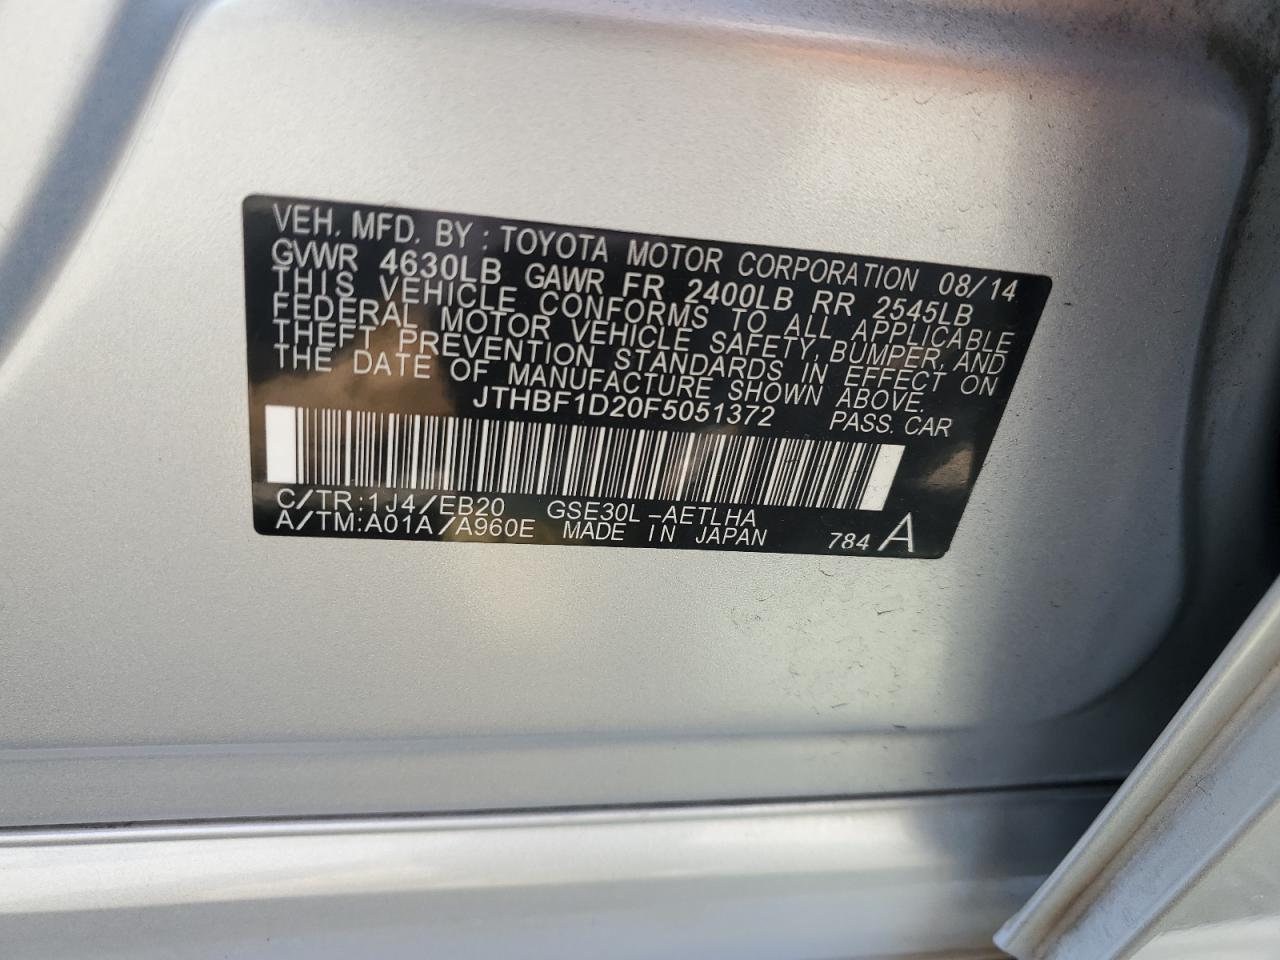 VEH. MFD. BY : TOYOTA MOTOR CORPORATION 08/14
GVWR 4630LB GAWR FR 2400LB RR 2545LB
THIS VEHICLE CONFORMS TO ALL APPLICABLE
FEDERAL MOTOR VEHICLE SAFETY, BUMPER, AND
THEFT PREVENTION STANDARDS IN EFFECT ON
THE DATE OF MANUFACTURE SHOWN ABOVE.
JTHBF1D20F5051372 PASS. CAR
C/TR:1J4/EB20 GSE30L-AETLHA
A/TM:A01A/A960E MADE IN JAPAN 784 A